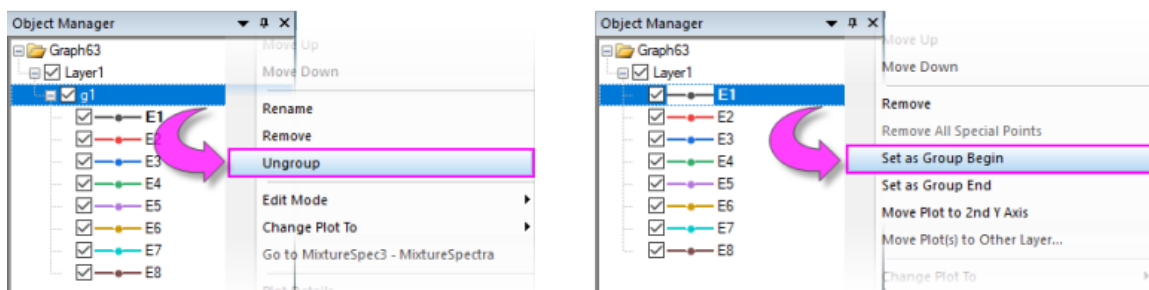 Object Manager
Graph63
Layer1
g1
E1
E2
E3
E4
E5
E6
E7
E8
Move Up
Move Down
Rename
Remove
Ungroup
Edit Mode
Change Plot To
Go to MixtureSpec3 - MixtureSpectra
Plot Details
Object Manager
Graph63
Layer1
E1
E2
E3
E4
E5
E6
E7
E8
Move Up
Move Down
Remove
Remove All Special Points
Set as Group Begin
Set as Group End
Move Plot to 2nd Y Axis
Move Plot(s) to Other Layer...
Change Plot To